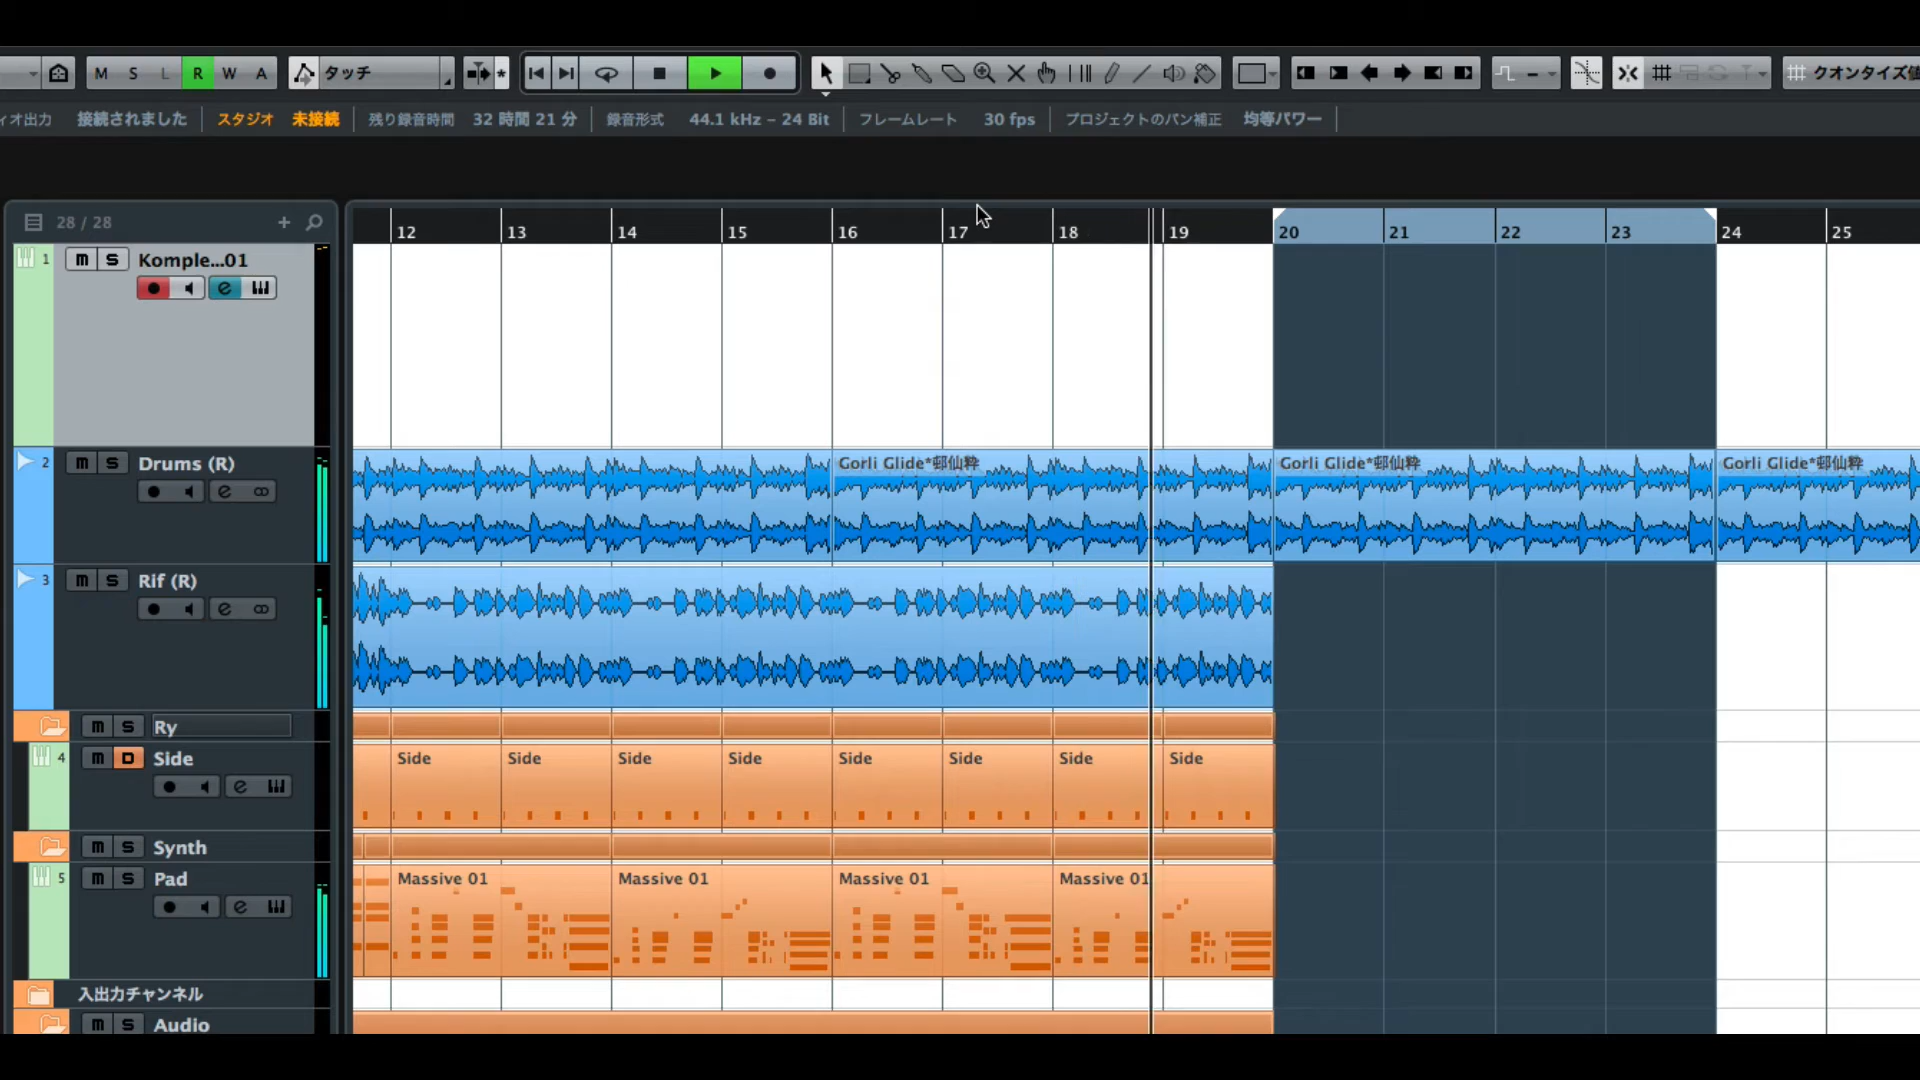 M S L R W A タッチ クオンタイズ
ィオ出力 接続されました スタジオ 未接続 残り録音時間 32 時間 21 分 録音形式 44.1 kHz – 24 Bit フレームレート 30 fps プロジェクトのパン補正 均等パワー
28 / 28
12 13 14 15 16 17 18 19 20 21 22 23 24 25
1 m S Komple...01
2 m S Drums (R)
Gorli Glide*邨仙粋 Gorli Glide*邨仙粋 Gorli Glide*邨仙粋
3 m S Rif (R)
m S Ry
4 m D Side
Side Side Side Side Side Side Side Side
m S Synth
5 m S Pad
Massive 01 Massive 01 Massive 01 Massive 01
入出力チャンネル
m S Audio